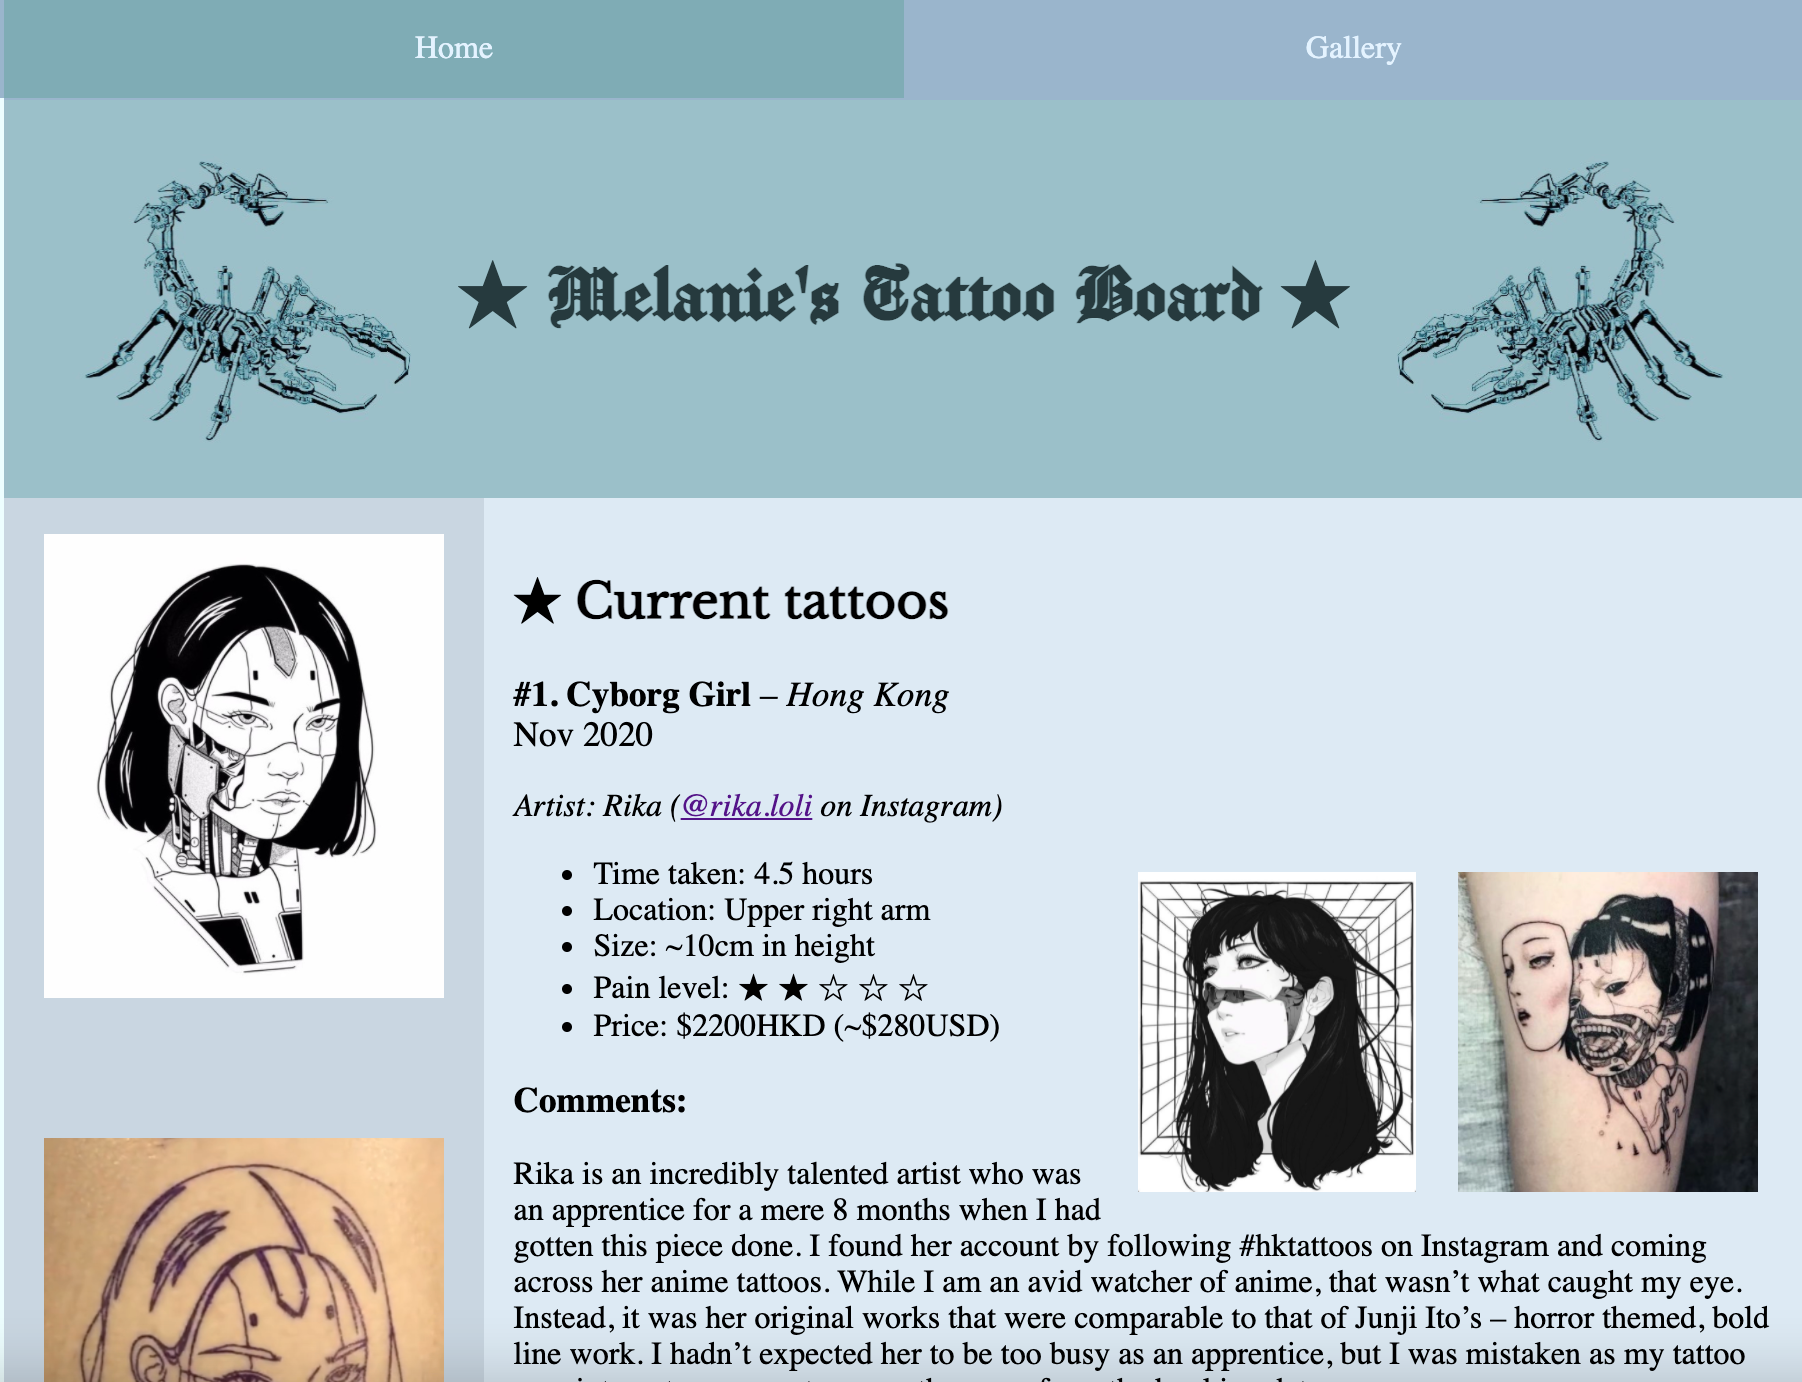 Home
Gallery
★ Melanie's Tattoo Board ★
★ Current tattoos
#1. Cyborg Girl – Hong Kong
Nov 2020
Artist: Rika (@rika.loli on Instagram)
• Time taken: 4.5 hours
• Location: Upper right arm
• Size: ~10cm in height
• Pain level: ★ ★ ☆ ☆ ☆
• Price: $2200HKD (~$280USD)
Comments:
Rika is an incredibly talented artist who was
an apprentice for a mere 8 months when I had
gotten this piece done. I found her account by following #hktattoos on Instagram and coming
across her anime tattoos. While I am an avid watcher of anime, that wasn’t what caught my eye.
Instead, it was her original works that were comparable to that of Junji Ito’s – horror themed, bold
line work. I hadn’t expected her to be too busy as an apprentice, but I was mistaken as my tattoo